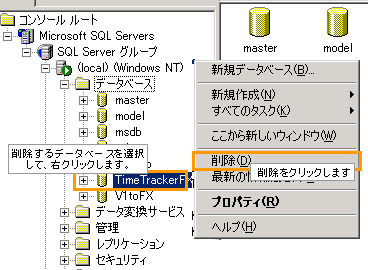 コンソール ルート
Microsoft SQL Servers
SQL Server グループ
(local) (Windows NT)
データベース
master
model
msdb
削除するデータベースを選択
して、右クリックします。
TimeTrackerF
V1toFX
データ変換サービス
管理
レプリケーション
セキュリティ
master
model
新規データベース(B)...
新規作成(N)
すべてのタスク(K)
ここから新しいウィンドウ(W)
削除(D)
削除をクリックします
プロパティ(R)
ヘルプ(H)